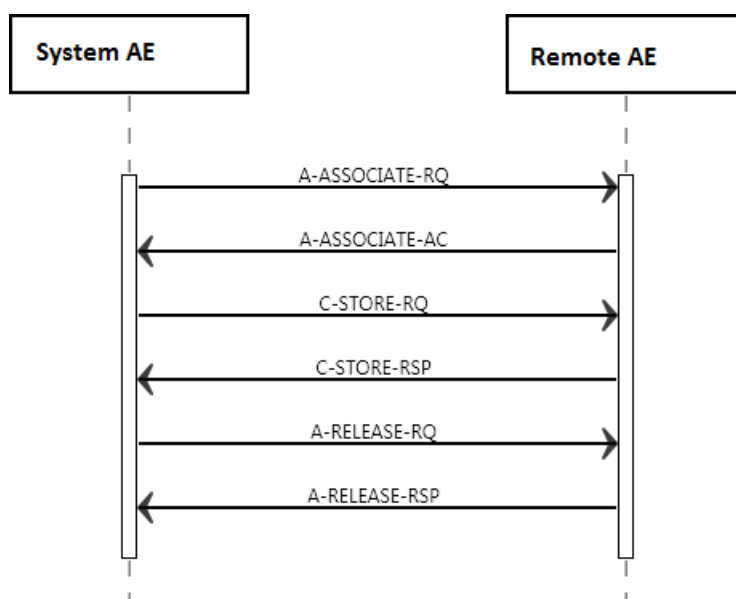 System AE
Remote AE
A-ASSOCIATE-RQ
A-ASSOCIATE-AC
C-STORE-RQ
C-STORE-RSP
A-RELEASE-RQ
A-RELEASE-RSP